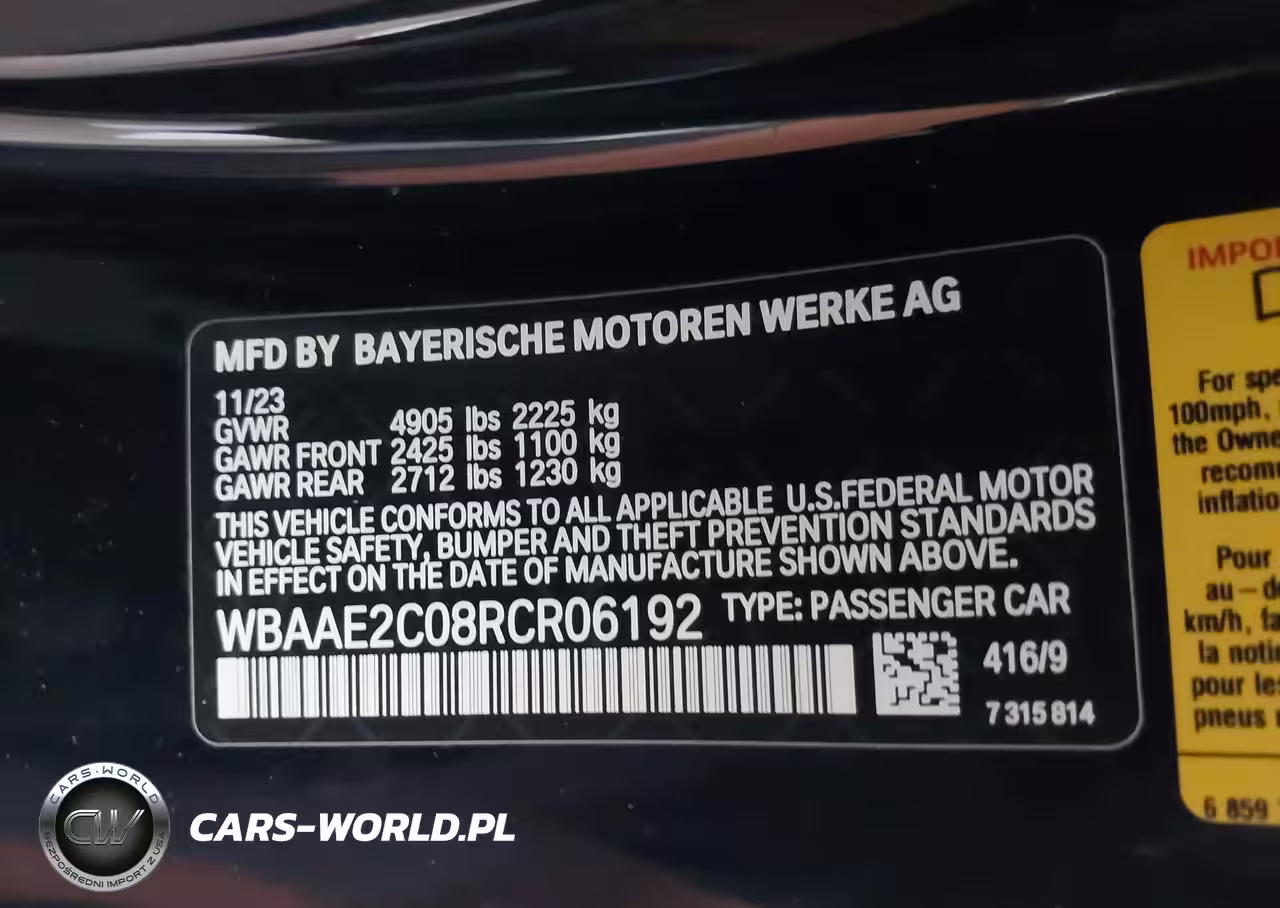 MFD BY BAYERISCHE MOTOREN WERKE AG
11/23
GVWR 4905 lbs 2225 kg
GAWR FRONT 2425 lbs 1100 kg
GAWR REAR 2712 lbs 1230 kg
THIS VEHICLE CONFORMS TO ALL APPLICABLE U.S.FEDERAL MOTOR
VEHICLE SAFETY, BUMPER AND THEFT PREVENTION STANDARDS
IN EFFECT ON THE DATE OF MANUFACTURE SHOWN ABOVE.
WBAAE2C08RCR06192 TYPE: PASSENGER CAR
416/9
7 315 814
IMPO
For spe
100mph,
the Owne
recom
inflatio
Pour
au-d
km/h, fa
la notic
pour les
pneus
6 859
CARS-WORLD
CW
BEZPOŚREDNI IMPORT Z USA
CARS-WORLD.PL